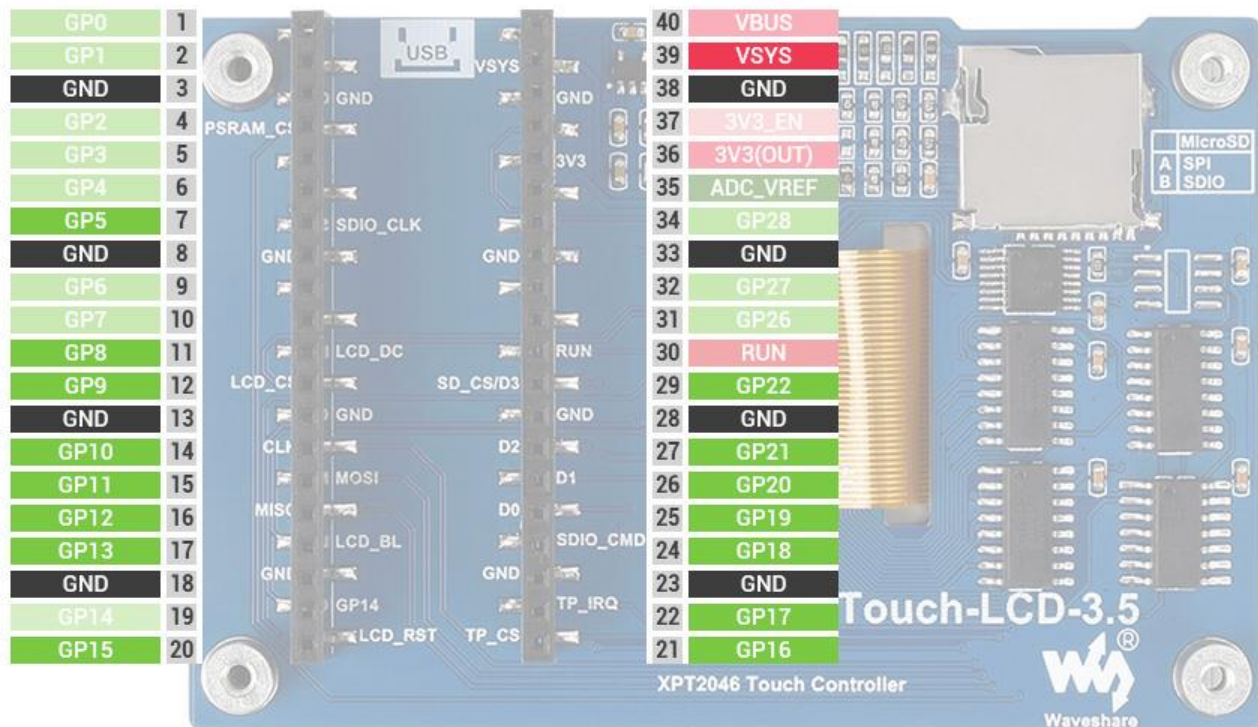 GP0 1 40 VBUS
GP1 2 USB VSYS 39 VSYS
GND 3 GND GND 38 GND
GP2 4 PSRAM_CS 37 3V3_EN
GP3 5 3V3 36 3V3(OUT)
GP4 6 35 ADC_VREF
GP5 7 SDIO_CLK 34 GP28
GND 8 GND GND 33 GND
GP6 9 32 GP27
GP7 10 31 GP26
GP8 11 LCD_DC RUN 30 RUN
GP9 12 LCD_CS SD_CS/D3 29 GP22
GND 13 GND GND 28 GND
GP10 14 CLK D2 27 GP21
GP11 15 MOSI D1 26 GP20
GP12 16 MISO D0 25 GP19
GP13 17 LCD_BL SDIO_CMD 24 GP18
GND 18 GND GND 23 GND
GP14 19 GP14 TP_IRQ 22 GP17
GP15 20 LCD_RST TP_CS 21 GP16
MicroSD
A SPI
B SDIO
Touch-LCD-3.5
XPT2046 Touch Controller
®
Waveshare